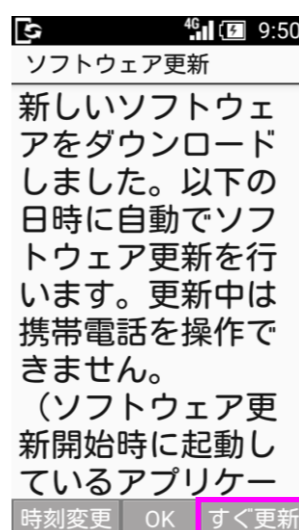 4G 9:50
ソフトウェア更新
新しいソフトウェ
アをダウンロード
しました。以下の
日時に自動でソフ
トウェア更新を行
います。更新中は
携帯電話を操作で
きません。
（ソフトウェア更
新開始時に起動し
ているアプリケー
時刻変更 OK すぐ更新